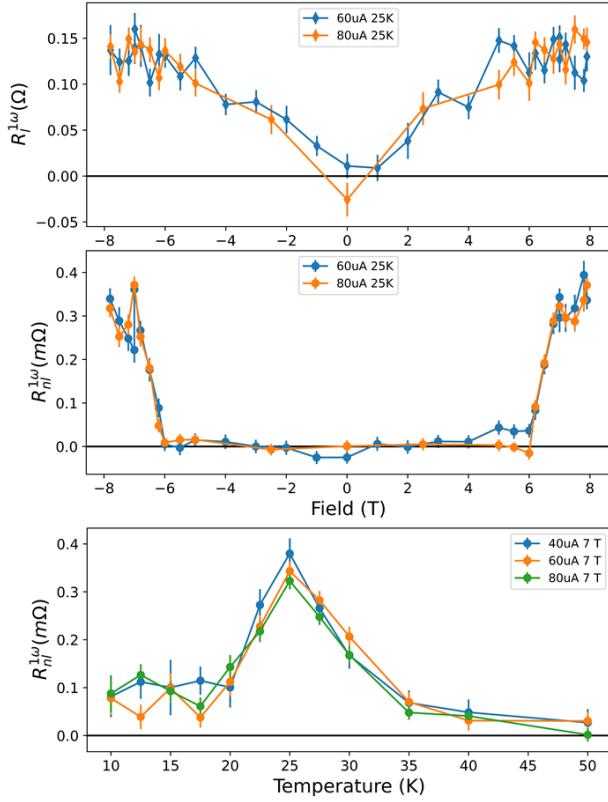 60uA 25K
80uA 25K
R_l^{1ω}(Ω)
0.15
0.10
0.05
0.00
−0.05
−8 −6 −4 −2 0 2 4 6 8
60uA 25K
80uA 25K
R_{nl}^{1ω}(mΩ)
0.4
0.3
0.2
0.1
0.0
−8 −6 −4 −2 0 2 4 6 8
Field (T)
40uA 7 T
60uA 7 T
80uA 7 T
R_{nl}^{1ω}(mΩ)
0.4
0.3
0.2
0.1
0.0
10 15 20 25 30 35 40 45 50
Temperature (K)